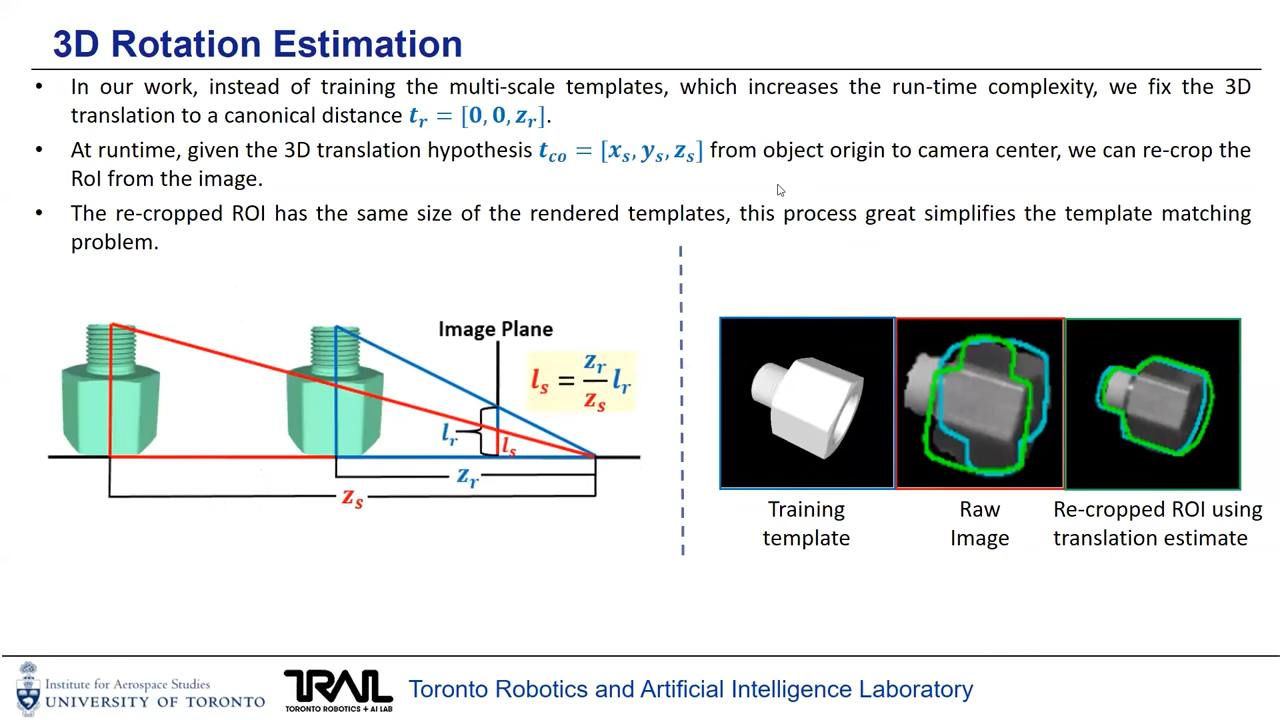 3D Rotation Estimation
• In our work, instead of training the multi-scale templates, which increases the run-time complexity, we fix the 3D
translation to a canonical distance t_r = [0, 0, z_r].
• At runtime, given the 3D translation hypothesis t_co = [x_s, y_s, z_s] from object origin to camera center, we can re-crop the
RoI from the image.
• The re-cropped ROI has the same size of the rendered templates, this process great simplifies the template matching
problem.
Image Plane
l_s = z_r/z_s l_r
l_r
l_s
z_r
z_s
Training
template
Raw
Image
Re-cropped ROI using
translation estimate
Institute for Aerospace Studies
UNIVERSITY OF TORONTO
TRAIL
TORONTO ROBOTICS + AI LAB
Toronto Robotics and Artificial Intelligence Laboratory